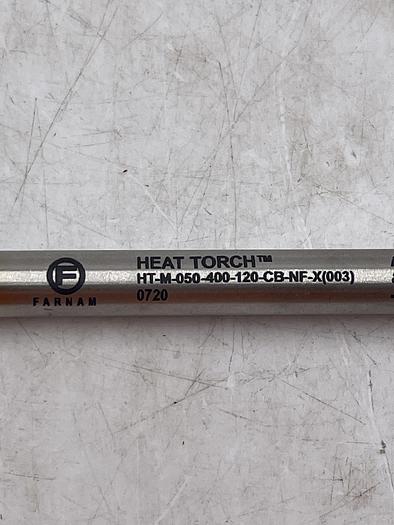 F
FARNAM
HEAT TORCH™
HT-M-050-400-120-CB-NF-X(003)
0720